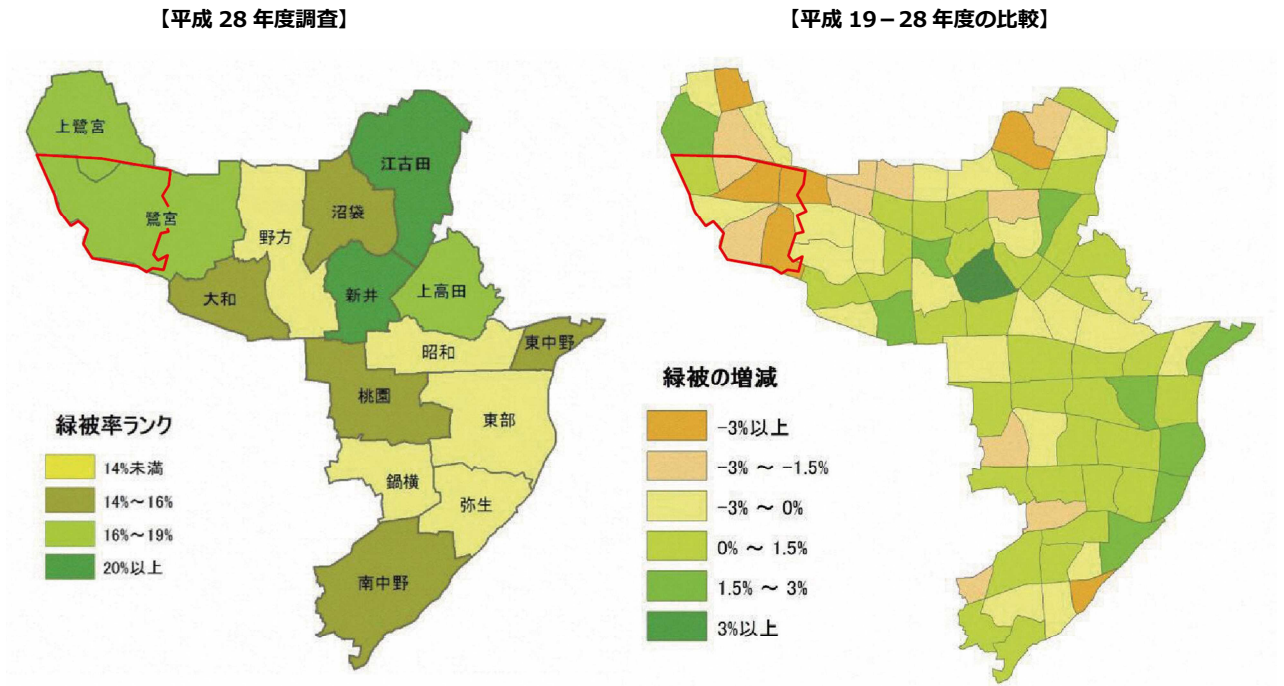 【平成 28 年度調査】
【平成 19－28 年度の比較】
上鷺宮
鷺宮
野方
沼袋
江古田
大和
新井
上高田
昭和
東中野
桃園
東部
鍋横
弥生
南中野
緑被率ランク
14%未満
14%～16%
16%～19%
20%以上
緑被の増減
-3%以上
-3% ～ -1.5%
-3% ～ 0%
0% ～ 1.5%
1.5% ～ 3%
3%以上